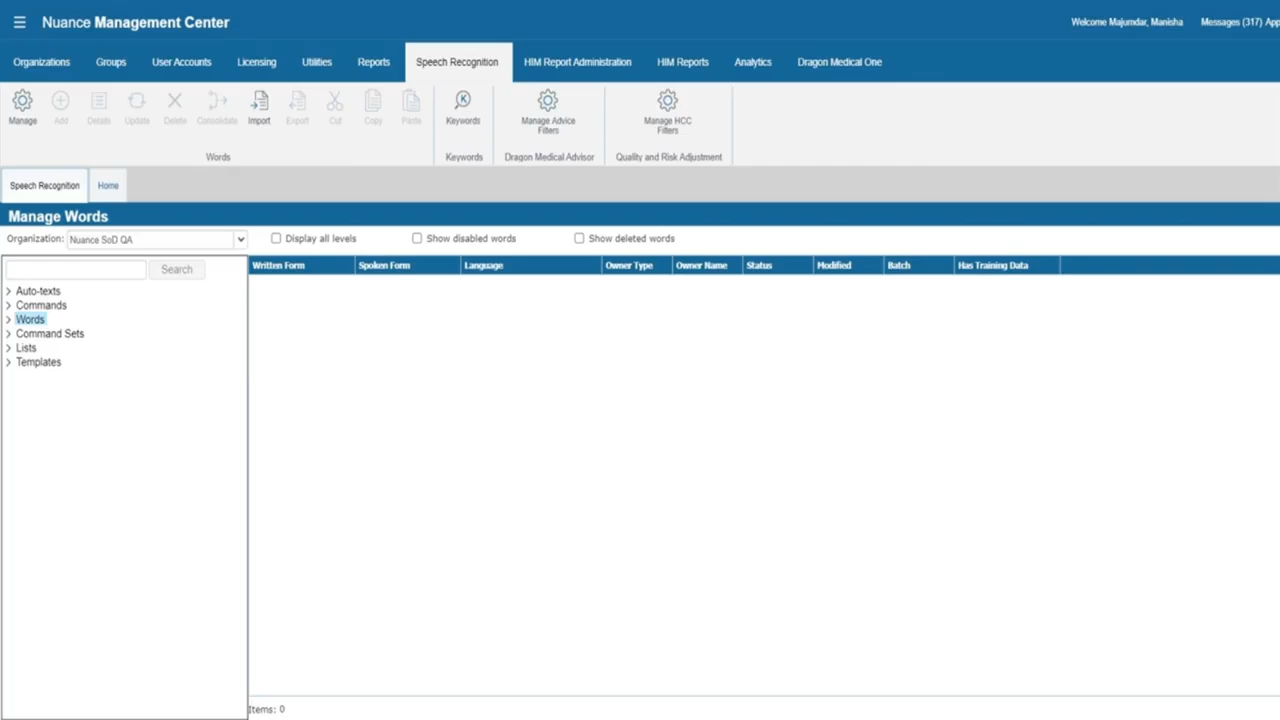 Nuance Management Center
Welcome Majumdar, Manisha Messages (317) App
Organizations Groups User Accounts Licensing Utilities Reports Speech Recognition HIM Report Administration HIM Reports Analytics Dragon Medical One
Manage Add Details Update Delete Consolidate Import Export Cut Copy Paste Keywords Manage Advice Filters Manage HCC Filters
Words Keywords Dragon Medical Advisor Quality and Risk Adjustment
Speech Recognition Home
Manage Words
Organization: Nuance SoD QA Display all levels Show disabled words Show deleted words
Search
Written Form Spoken Form Language Owner Type Owner Name Status Modified Batch Has Training Data
Auto-texts
Commands
Words
Command Sets
Lists
Templates
Items: 0